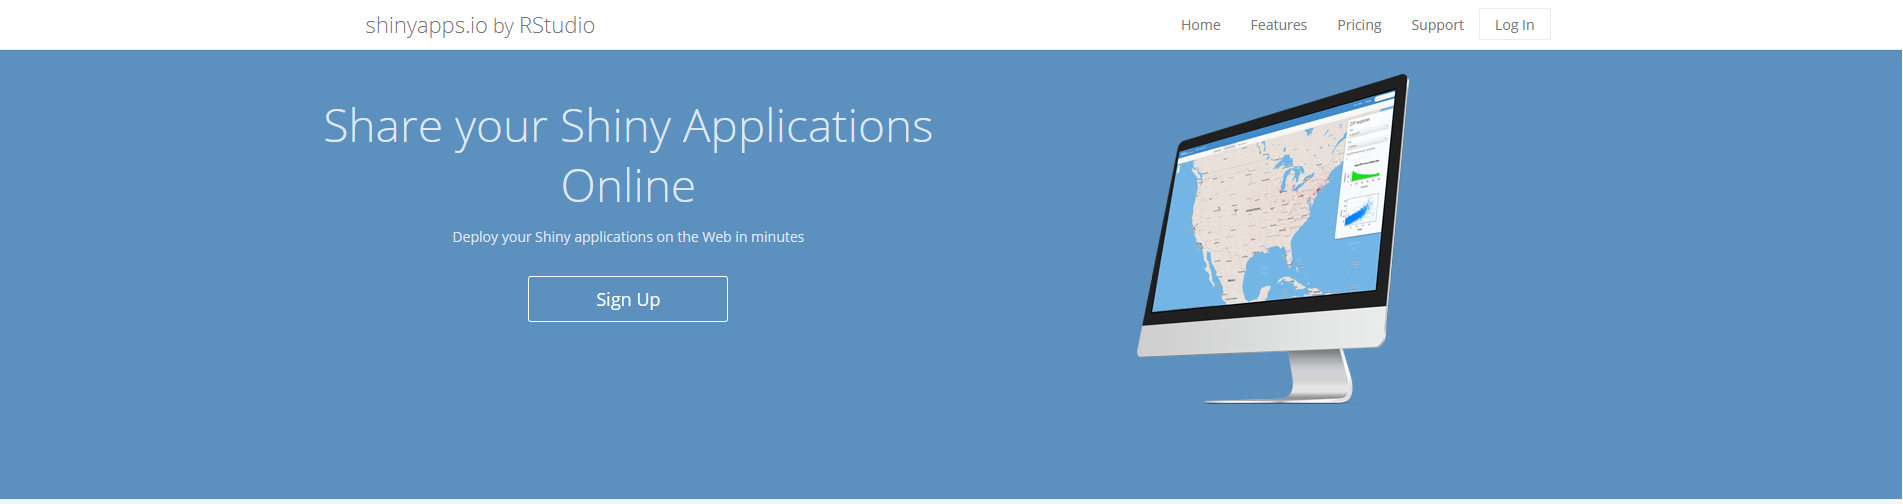 shinyapps.io by RStudio
Home Features Pricing Support Log In
Share your Shiny Applications
Online
Deploy your Shiny applications on the Web in minutes
Sign Up